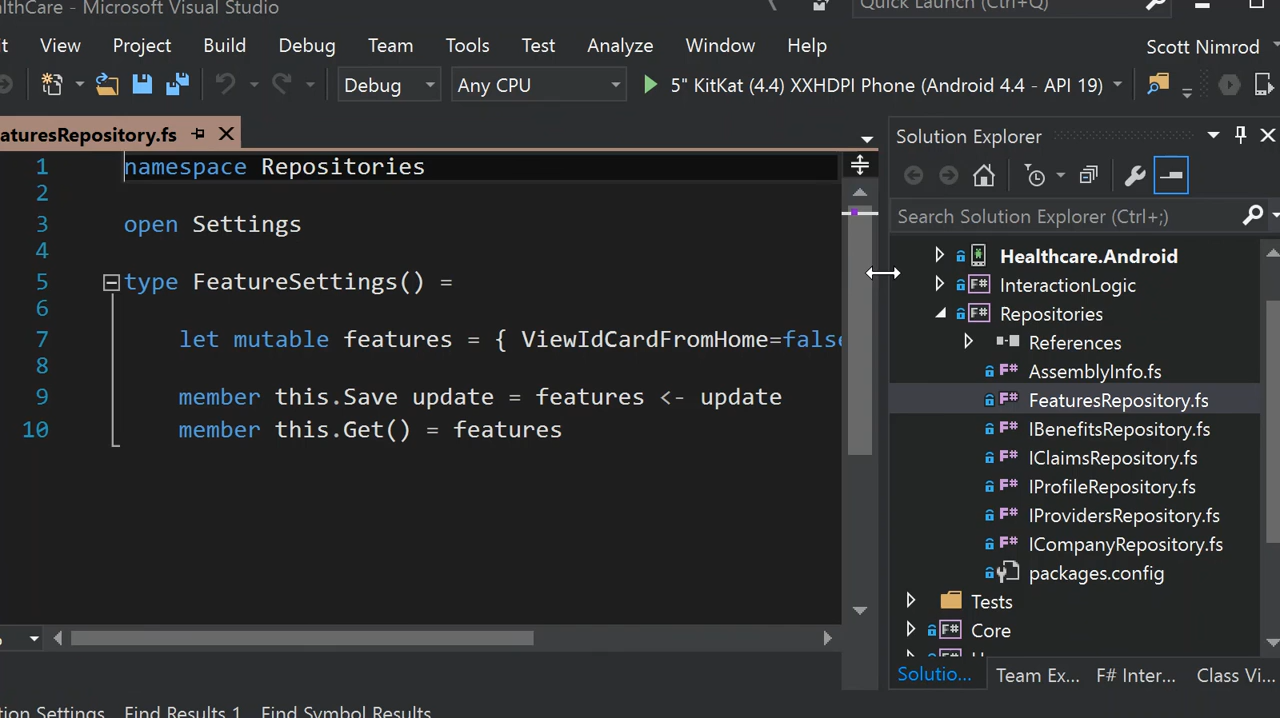 althCare - Microsoft Visual Studio
Quick Launch (Ctrl+Q)
it View Project Build Debug Team Tools Test Analyze Window Help
Scott Nimrod
Debug Any CPU 5" KitKat (4.4) XXHDPI Phone (Android 4.4 - API 19)
aturesRepository.fs
1 namespace Repositories
2
3 open Settings
4
5 type FeatureSettings() =
6
7 let mutable features = { ViewIdCardFromHome=false
8
9 member this.Save update = features <- update
10 member this.Get() = features
Solution Explorer
Search Solution Explorer (Ctrl+;)
Healthcare.Android
F# InteractionLogic
F# Repositories
References
F# AssemblyInfo.fs
F# FeaturesRepository.fs
F# IBenefitsRepository.fs
F# IClaimsRepository.fs
F# IProfileRepository.fs
F# IProvidersRepository.fs
F# ICompanyRepository.fs
packages.config
Tests
F# Core
Solutio... Team Ex... F# Inter... Class Vi...
tion Settings Find Results 1 Find Symbol Results